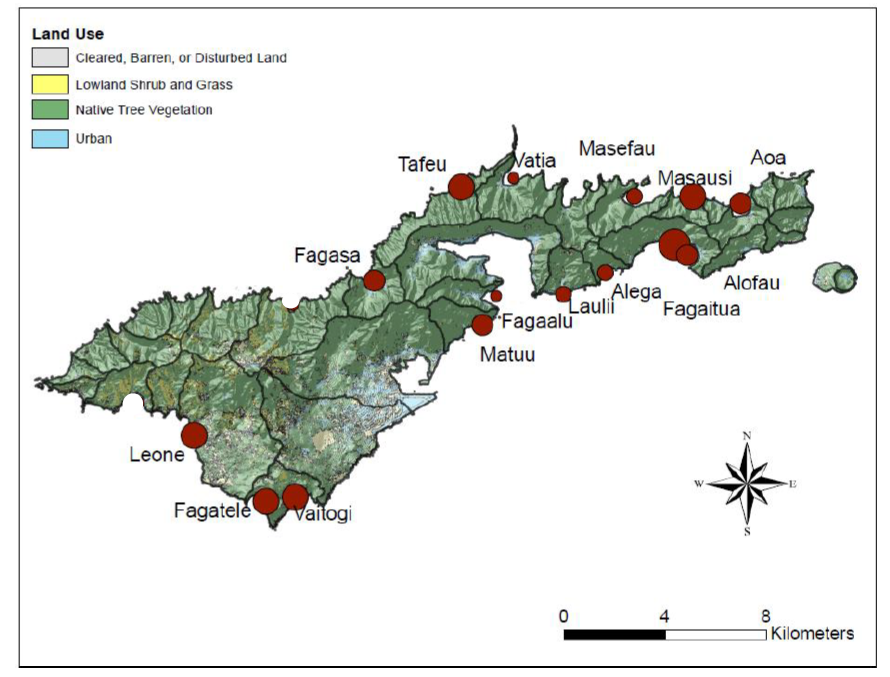 Land Use
Cleared, Barren, or Disturbed Land
Lowland Shrub and Grass
Native Tree Vegetation
Urban
Masefau
Tafeu
Vatia
Aoa
Masausi
Fagasa
Alofau
Alega
Laulii
Fagaitua
Fagaalu
Matuu
Leone
Fagatele
Vaitogi
N
W
E
S
0 4 8
Kilometers